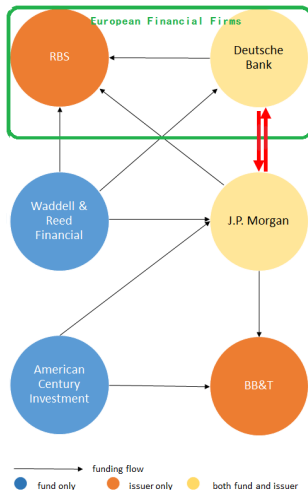 European Financial Firms
RBS
Deutsche
Bank
Waddell &
Reed
Financial
J.P. Morgan
American
Century
Investment
BB&T
funding flow
fund only
issuer only
both fund and issuer